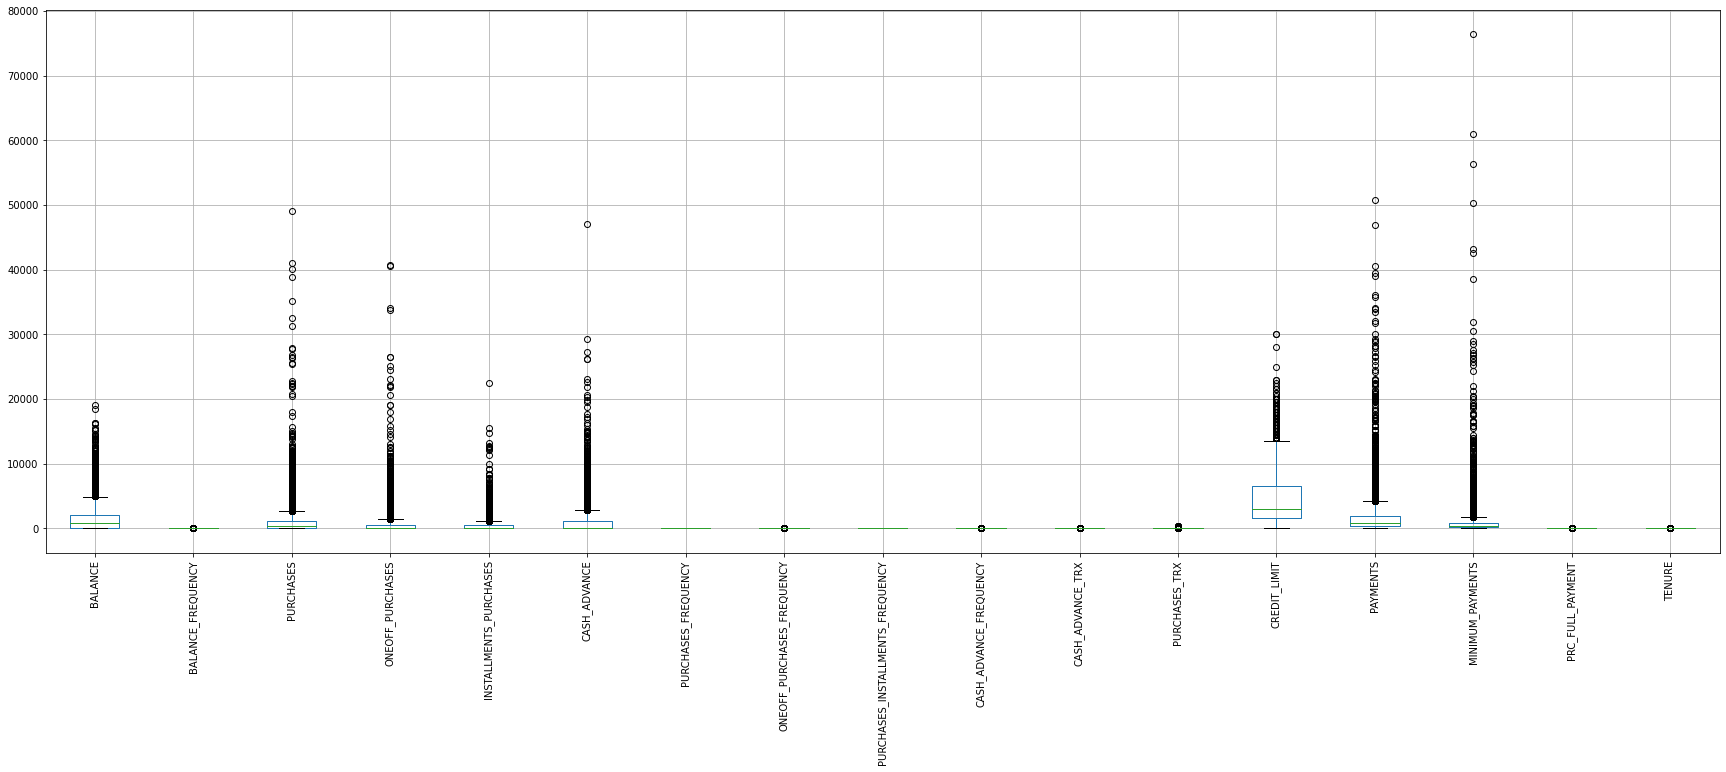 80000
70000
60000
50000
40000
30000
20000
10000
0
BALANCE
BALANCE_FREQUENCY
PURCHASES
ONEOFF_PURCHASES
INSTALLMENTS_PURCHASES
CASH_ADVANCE
PURCHASES_FREQUENCY
ONEOFF_PURCHASES_FREQUENCY
PURCHASES_INSTALLMENTS_FREQUENCY
CASH_ADVANCE_FREQUENCY
CASH_ADVANCE_TRX
PURCHASES_TRX
CREDIT_LIMIT
PAYMENTS
MINIMUM_PAYMENTS
PRC_FULL_PAYMENT
TENURE